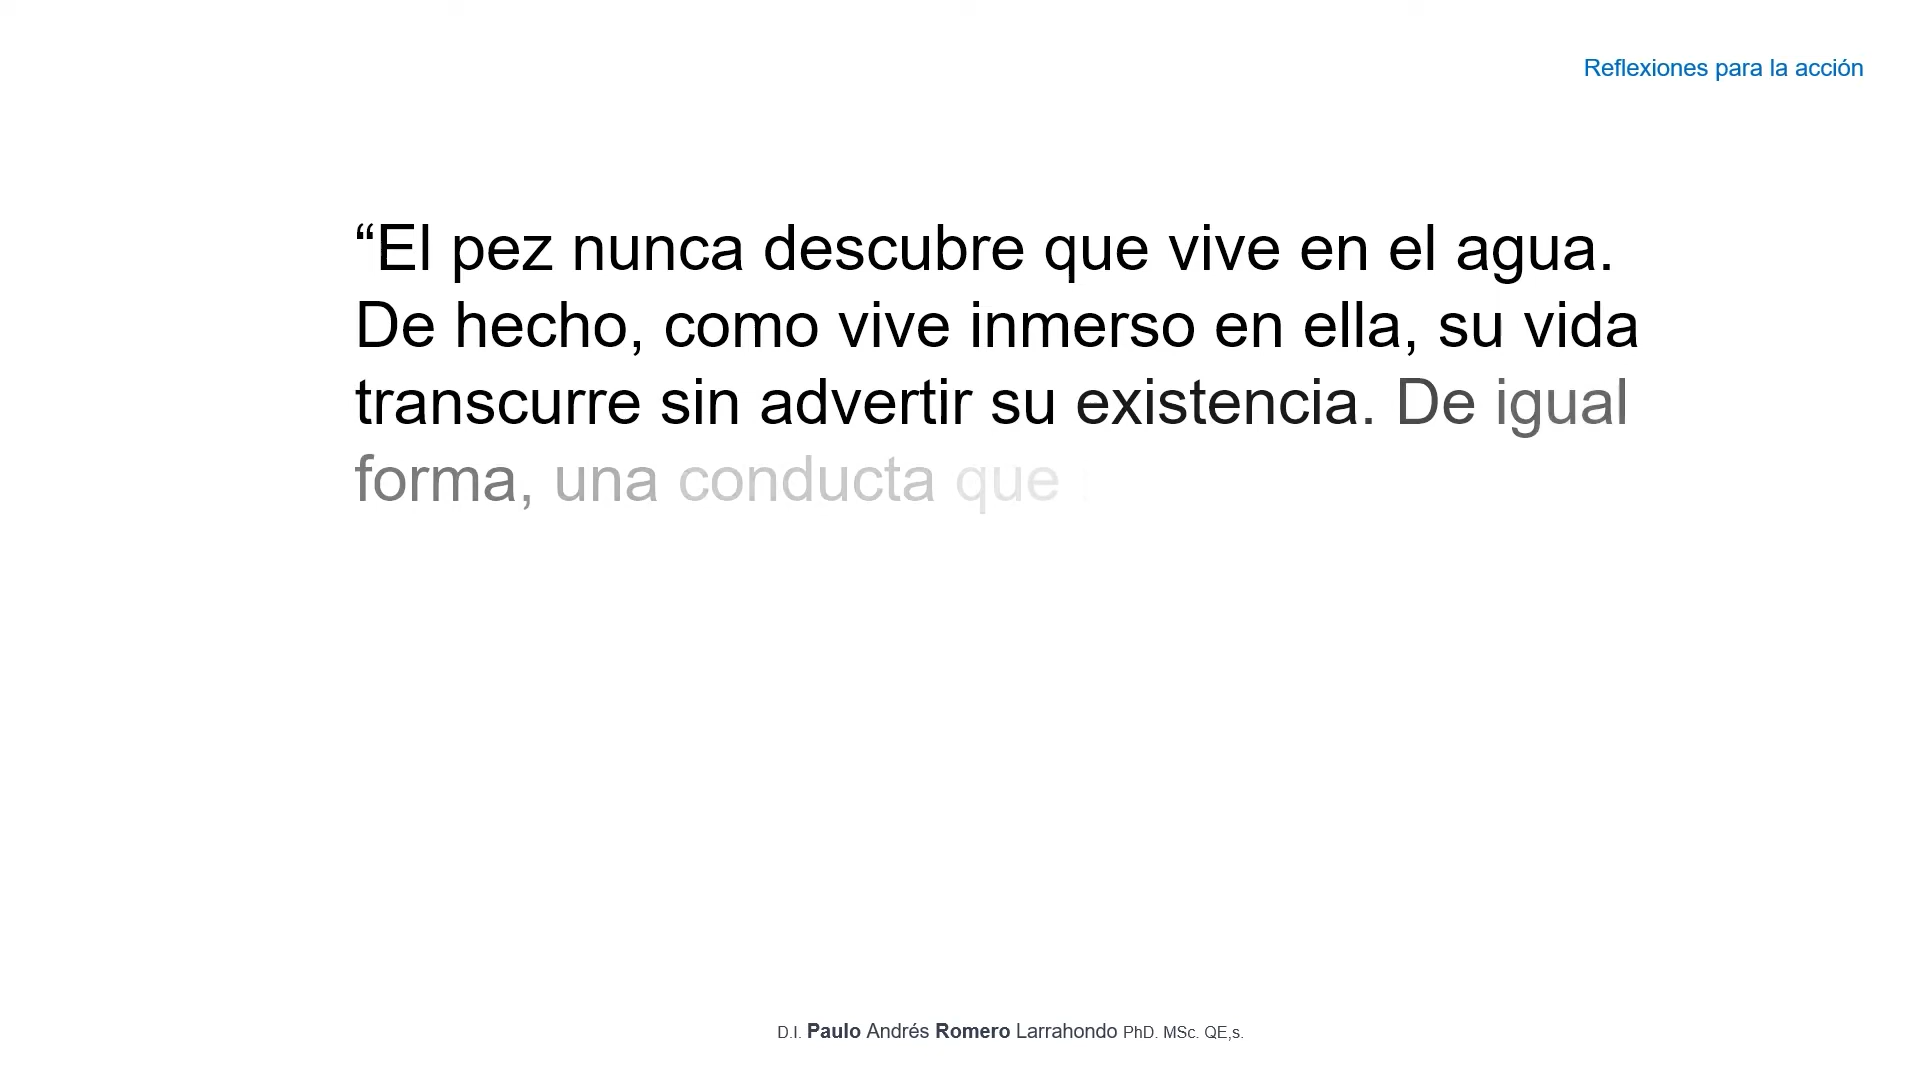 Reflexiones para la acción
“El pez nunca descubre que vive en el agua.
De hecho, como vive inmerso en ella, su vida
transcurre sin advertir su existencia. De igual
forma, una conducta que
D.I. Paulo Andrés Romero Larrahondo PhD. MSc. QE,s.